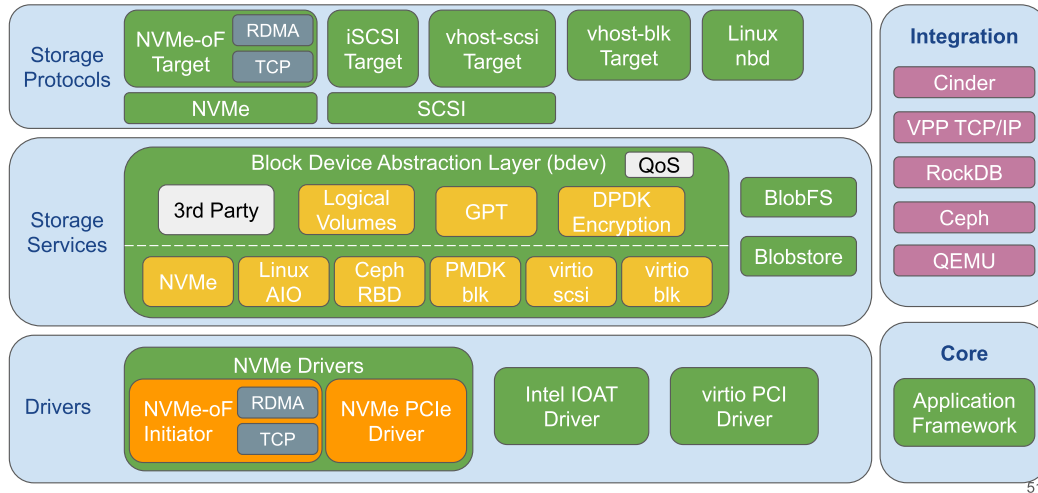 Storage
Protocols
NVMe-oF
Target
RDMA
TCP
iSCSI
Target
vhost-scsi
Target
vhost-blk
Target
Linux
nbd
NVMe
SCSI
Storage
Services
Block Device Abstraction Layer (bdev)
QoS
3rd Party
Logical
Volumes
GPT
DPDK
Encryption
NVMe
Linux
AIO
Ceph
RBD
PMDK
blk
virtio
scsi
virtio
blk
BlobFS
Blobstore
Drivers
NVMe Drivers
NVMe-oF
Initiator
RDMA
TCP
NVMe PCIe
Driver
Intel IOAT
Driver
virtio PCI
Driver
Integration
Cinder
VPP TCP/IP
RockDB
Ceph
QEMU
Core
Application
Framework